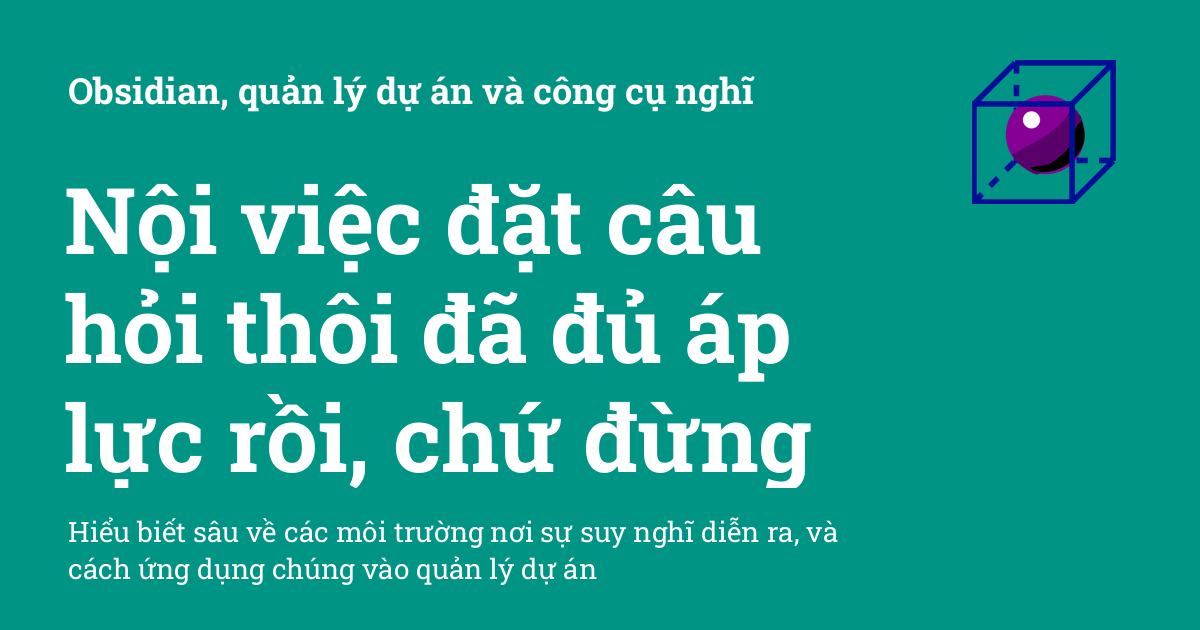 Obsidian, quản lý dự án và công cụ nghĩ
Nội việc đặt câu
hỏi thôi đã đủ áp
lực rồi, chứ đừng
Hiểu biết sâu về các môi trường nơi sự suy nghĩ diễn ra, và
cách ứng dụng chúng vào quản lý dự án